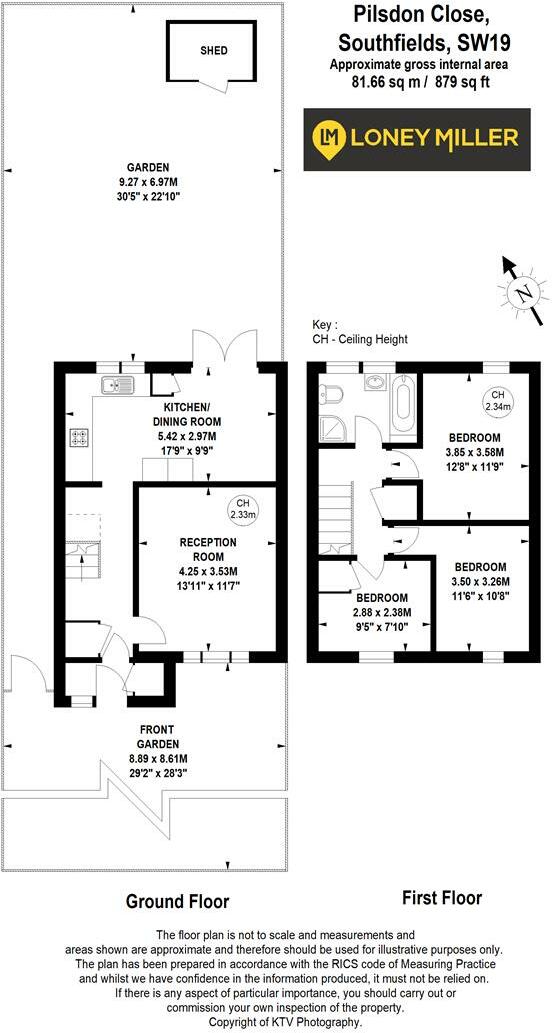 Pilsdon Close,
Southfields, SW19
Approximate gross internal area
81.66 sq m / 879 sq ft
LM LONEY MILLER
SHED
GARDEN
9.27 x 6.97M
30'5" x 22'10"
N
Key :
CH - Ceiling Height
KITCHEN/
DINING ROOM
5.42 x 2.97M
17'9" x 9'9"
CH
2.33m
RECEPTION
ROOM
4.25 x 3.53M
13'11" x 11'7"
FRONT
GARDEN
8.89 x 8.61M
29'2" x 28'3"
CH
2.34m
BEDROOM
3.85 x 3.58M
12'8" x 11'9"
BEDROOM
3.50 x 3.26M
11'6" x 10'8"
BEDROOM
2.88 x 2.38M
9'5" x 7'10"
Ground Floor
First Floor
The floor plan is not to scale and measurements and
areas shown are approximate and therefore should be used for illustrative purposes only.
The plan has been prepared in accordance with the RICS code of Measuring Practice
and whilst we have confidence in the information produced, it must not be relied on.
If there is any aspect of particular importance, you should carry out or
commission your own inspection of the property.
Copyright of KTV Photography.